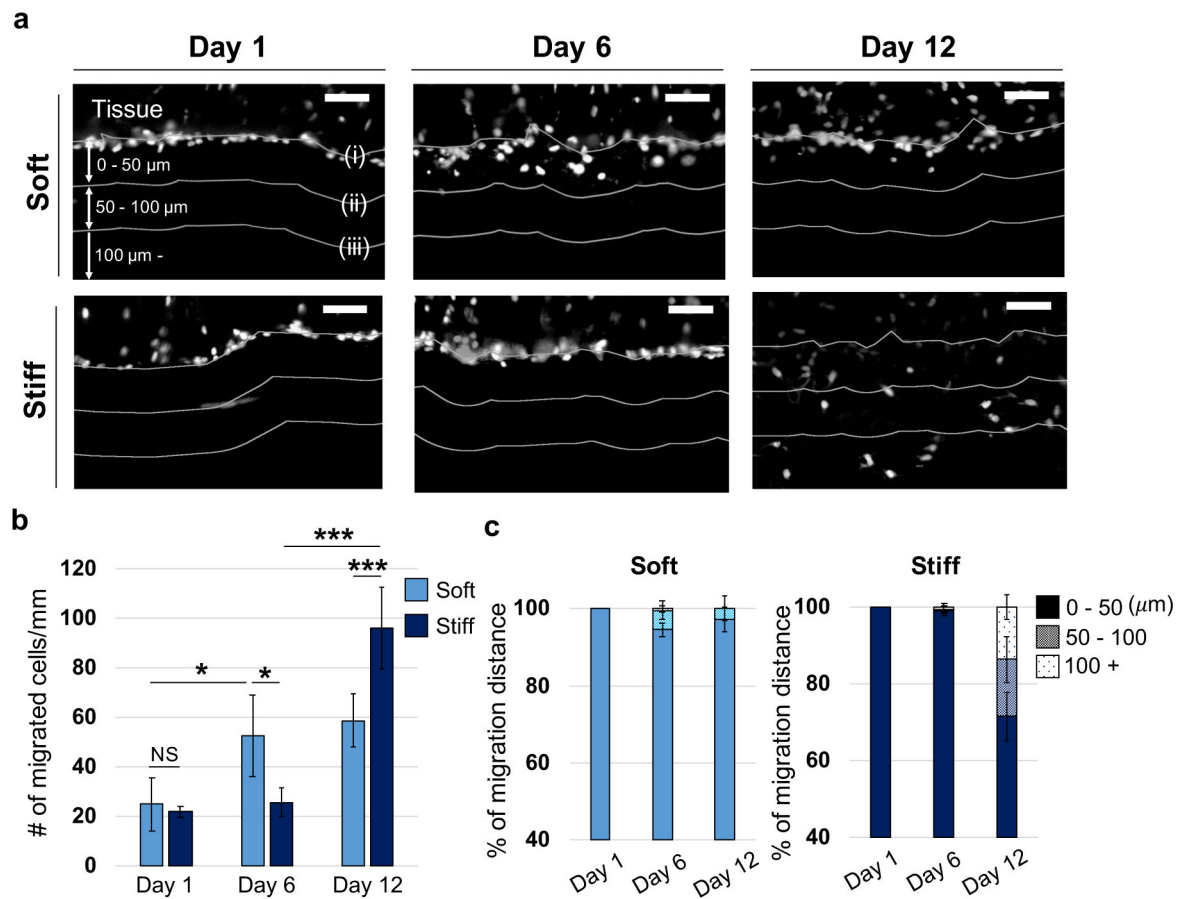 a
Day 1 Day 6 Day 12
Soft
Tissue
(i)
0 - 50 µm
(ii)
50 - 100 µm
(iii)
100 µm -
Stiff
b
# of migrated cells/mm
120
100
80
60
40
20
0
NS
*
*
***
***
Soft
Stiff
Day 1 Day 6 Day 12
c
Soft
% of migration distance
100
80
60
40
Day 1 Day 6 Day 12
Stiff
% of migration distance
100
80
60
40
Day 1 Day 6 Day 12
0 - 50 (µm)
50 - 100
100 +